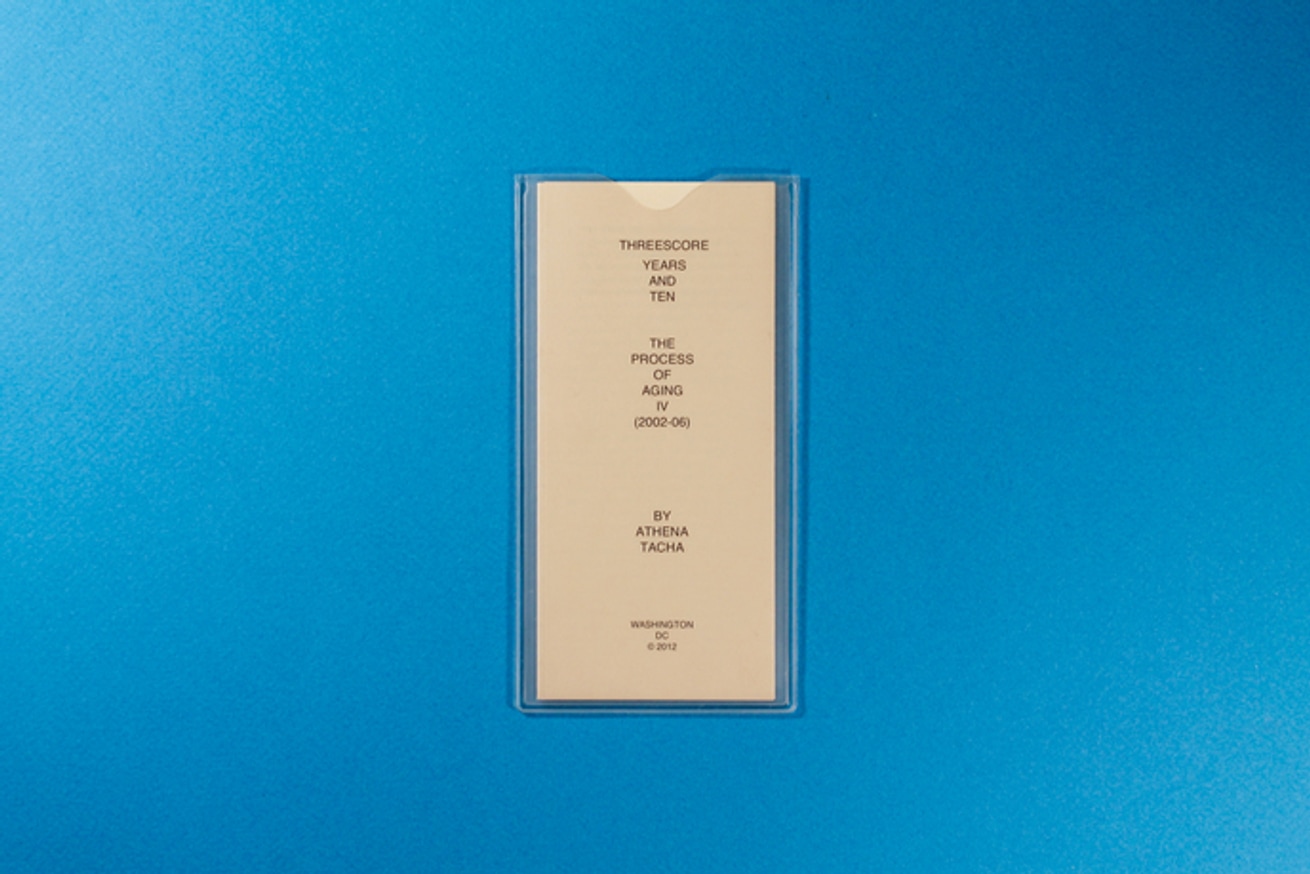 THREESCORE
YEARS
AND
TEN
THE
PROCESS
OF
AGING
IV
(2002-06)
BY
ATHENA
TACHA
WASHINGTON
DC
© 2012